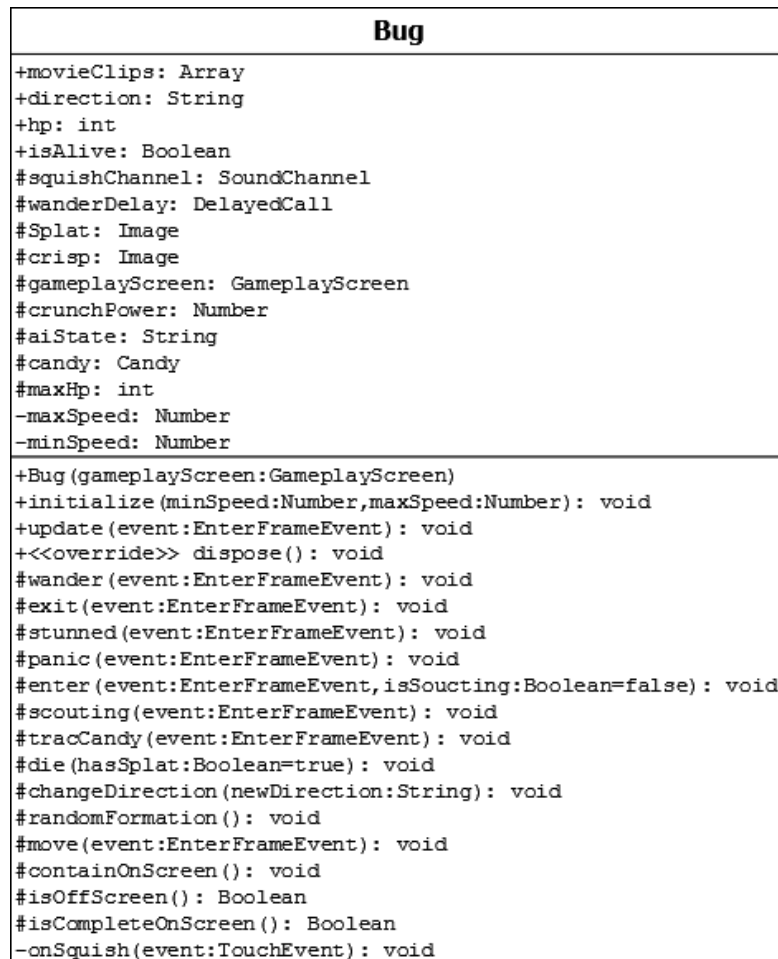 Bug
+movieClips: Array
+direction: String
+hp: int
+isAlive: Boolean
#squishChannel: SoundChannel
#wanderDelay: DelayedCall
#Splat: Image
#crisp: Image
#gameplayScreen: GameplayScreen
#crunchPower: Number
#aiState: String
#candy: Candy
#maxHp: int
-maxSpeed: Number
-minSpeed: Number
+Bug(gameplayScreen:GameplayScreen)
+initialize(minSpeed:Number,maxSpeed:Number): void
+update(event:EnterFrameEvent): void
+<<override>> dispose(): void
#wander(event:EnterFrameEvent): void
#exit(event:EnterFrameEvent): void
#stunned(event:EnterFrameEvent): void
#panic(event:EnterFrameEvent): void
#enter(event:EnterFrameEvent,isSoucting:Boolean=false): void
#scouting(event:EnterFrameEvent): void
#tracCandy(event:EnterFrameEvent): void
#die(hasSplat:Boolean=true): void
#changeDirection(newDirection:String): void
#randomFormation(): void
#move(event:EnterFrameEvent): void
#containOnScreen(): void
#isOffScreen(): Boolean
#isCompleteOnScreen(): Boolean
-onSquish(event:TouchEvent): void